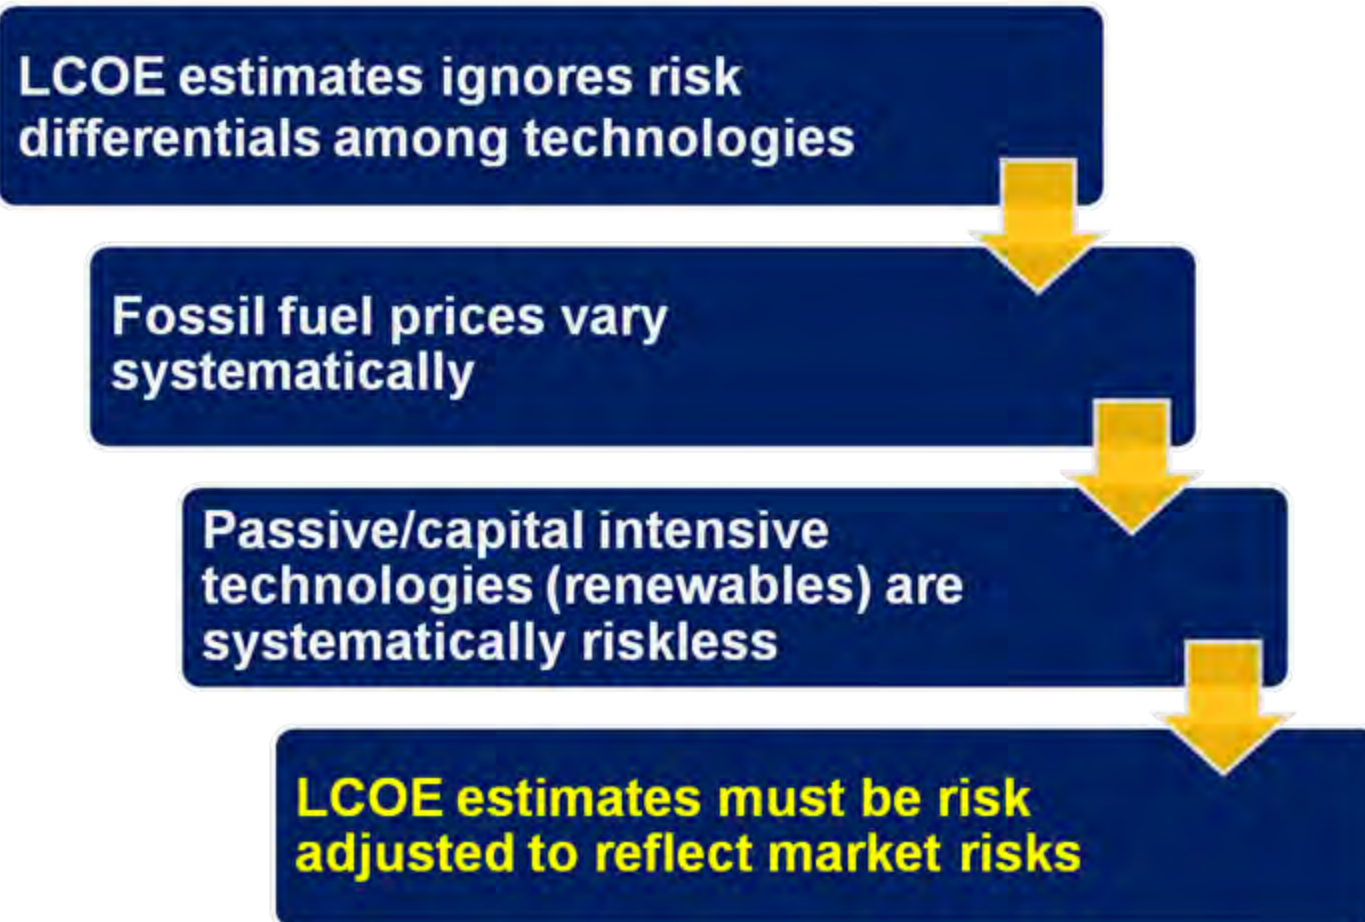 LCOE estimates ignores risk
differentials among technologies
Fossil fuel prices vary
systematically
Passive/capital intensive
technologies (renewables) are
systematically riskless
LCOE estimates must be risk
adjusted to reflect market risks